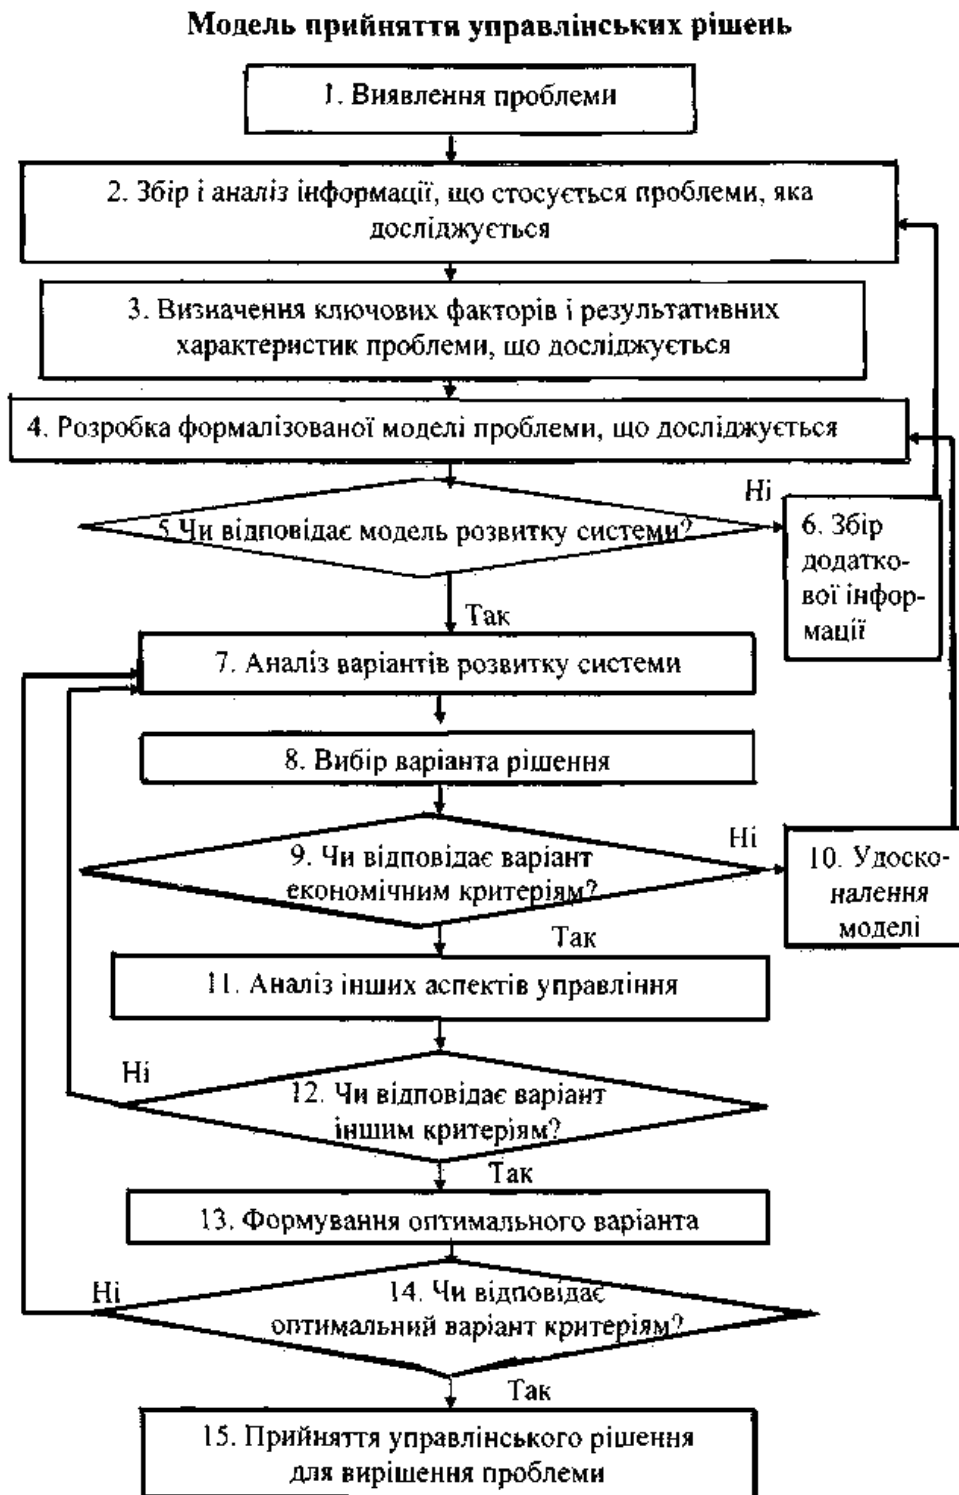 Модель прийняття управлінських рішень
1. Виявлення проблеми
2. Збір і аналіз інформації, що стосується проблеми, яка
досліджується
3. Визначення ключових факторів і результативних
характеристик проблеми, що досліджується
4. Розробка формалізованої моделі проблеми, що досліджується
Ні
5.Чи відповідає модель розвитку системи?
6. Збір
додатко-
вої інфор-
мації
Так
7. Аналіз варіантів розвитку системи
8. Вибір варіанта рішення
Ні
9. Чи відповідає варіант
економічним критеріям?
10. Удоско-
налення
моделі
Так
11. Аналіз інших аспектів управління
Ні
12. Чи відповідає варіант
іншим критеріям?
Так
13. Формування оптимального варіанта
Ні
14. Чи відповідає
оптимальний варіант критеріям?
Так
15. Прийняття управлінського рішення
для вирішення проблеми